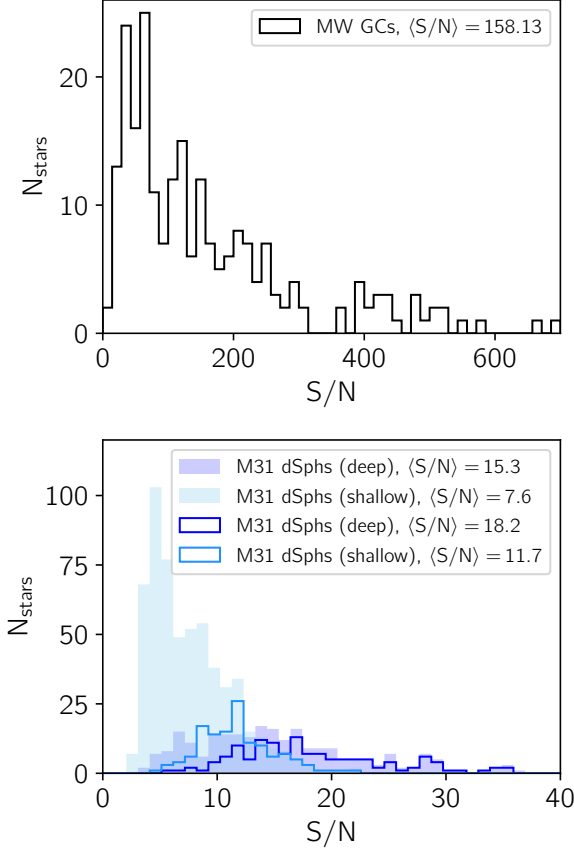 MW GCs, ⟨S/N⟩ = 158.13
20
10
0
N_stars
0 200 400 600
S/N
M31 dSphs (deep), ⟨S/N⟩ = 15.3
M31 dSphs (shallow), ⟨S/N⟩ = 7.6
M31 dSphs (deep), ⟨S/N⟩ = 18.2
M31 dSphs (shallow), ⟨S/N⟩ = 11.7
100
75
50
25
0
N_stars
0 10 20 30 40
S/N